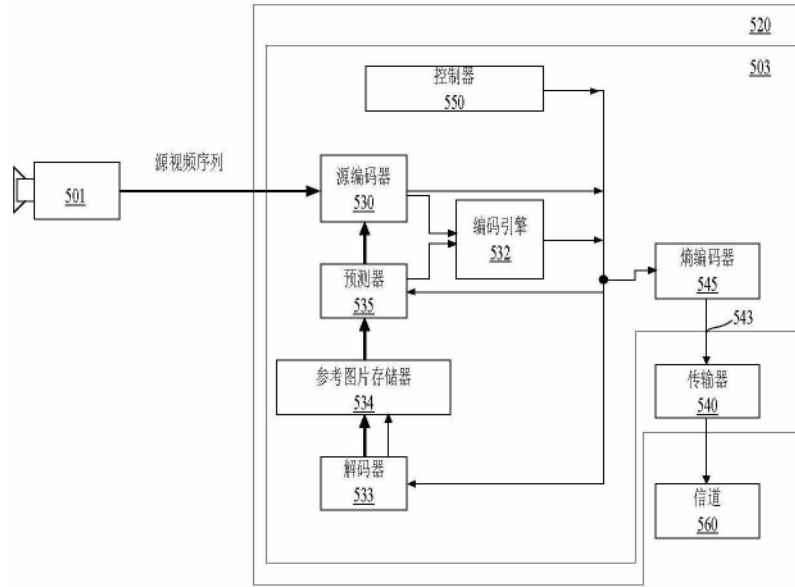 520
503
控制器
550
源视频序列
501
源编码器
530
编码引擎
532
熵编码器
545
预测器
535
543
参考图片存储器
534
传输器
540
解码器
533
信道
560